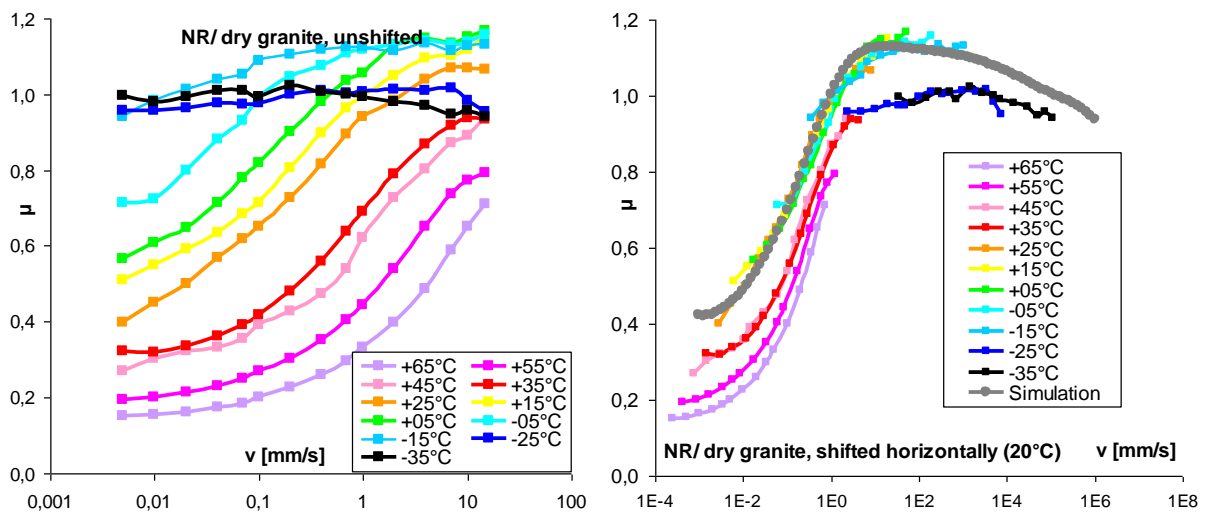 1,2
NR/ dry granite, unshifted
1,0
0,8
µ
0,6
0,4
0,2
0,0
v [mm/s]
+65°C +55°C
+45°C +35°C
+25°C +15°C
+05°C -05°C
-15°C -25°C
-35°C
0,001 0,01 0,1 1 10 100
1,2
1,0
0,8
µ
0,6
0,4
0,2
0,0
+65°C
+55°C
+45°C
+35°C
+25°C
+15°C
+05°C
-05°C
-15°C
-25°C
-35°C
Simulation
NR/ dry granite, shifted horizontally (20°C) v [mm/s]
1E-4 1E-2 1E0 1E2 1E4 1E6 1E8